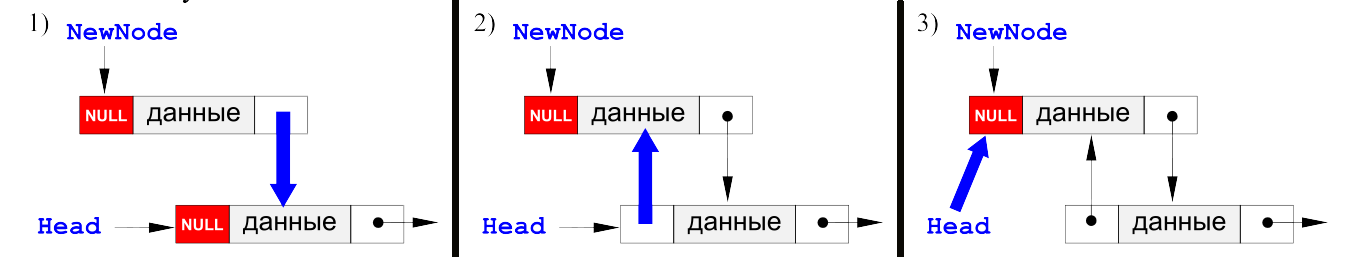 1)
NewNode
NULL данные
Head
NULL данные
2)
NewNode
NULL данные
Head
данные
3)
NewNode
NULL данные
Head
данные